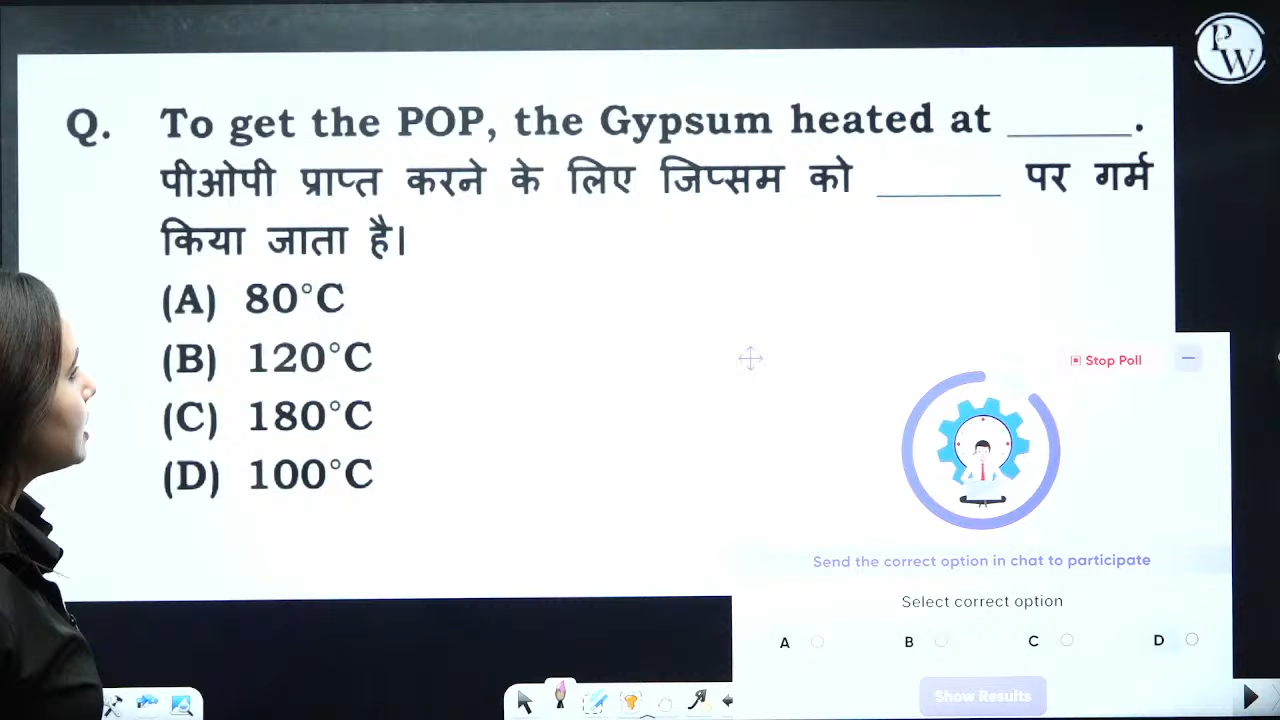 PW
Q. To get the POP, the Gypsum heated at ______.
पीओपी प्राप्त करने के लिए जिप्सम को ______ पर गर्म
किया जाता है।
(A) 80°C
(B) 120°C
(C) 180°C
(D) 100°C
Stop Poll
Send the correct option in chat to participate
Select correct option
A B C D
Show Results